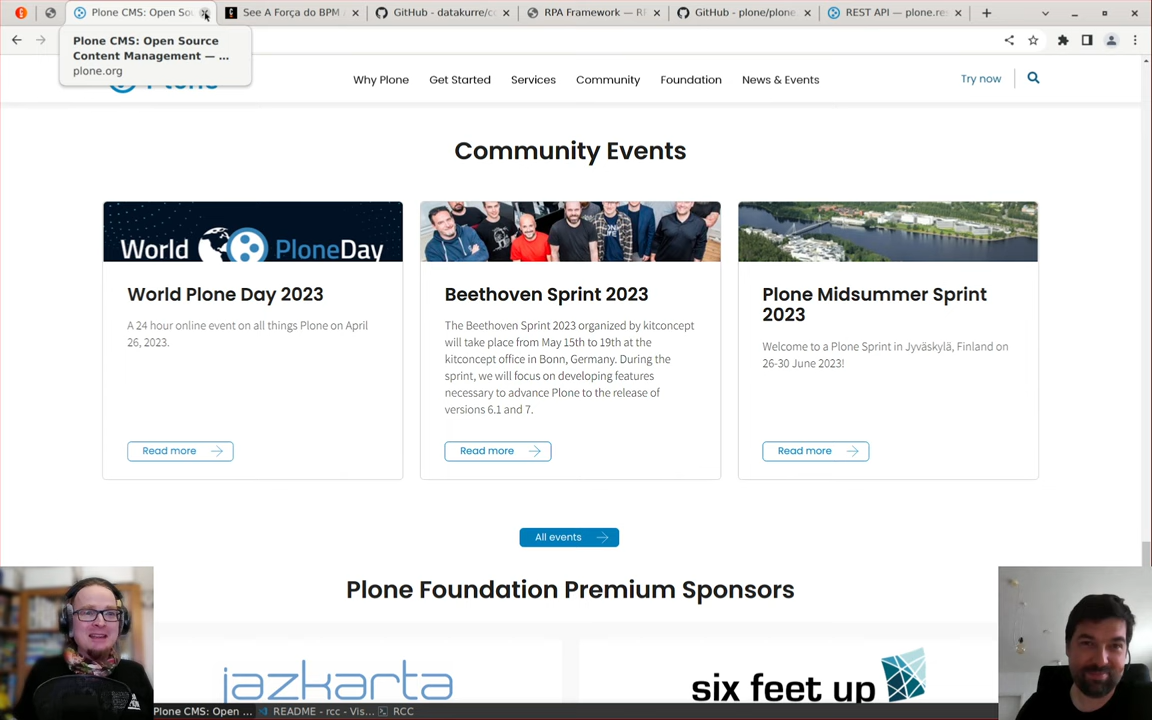 Plone CMS: Open Sou
See A Força do BPM
GitHub - datakurre/c
RPA Framework — R
GitHub - plone/plone
REST API — plone.re
Plone CMS: Open Source
Content Management — ...
plone.org
Plone
Why Plone
Get Started
Services
Community
Foundation
News & Events
Try now
Community Events
World PloneDay
World Plone Day 2023
A 24 hour online event on all things Plone on April
26, 2023.
Read more
Beethoven Sprint 2023
The Beethoven Sprint 2023 organized by kitconcept
will take place from May 15th to 19th at the
kitconcept office in Bonn, Germany. During the
sprint, we will focus on developing features
necessary to advance Plone to the release of
versions 6.1 and 7.
Read more
Plone Midsummer Sprint
2023
Welcome to a Plone Sprint in Jyväskylä, Finland on
26-30 June 2023!
Read more
All events
Plone Foundation Premium Sponsors
jazkarta
six feet up
Plone CMS: Open ...
README - rcc - Vis...
RCC